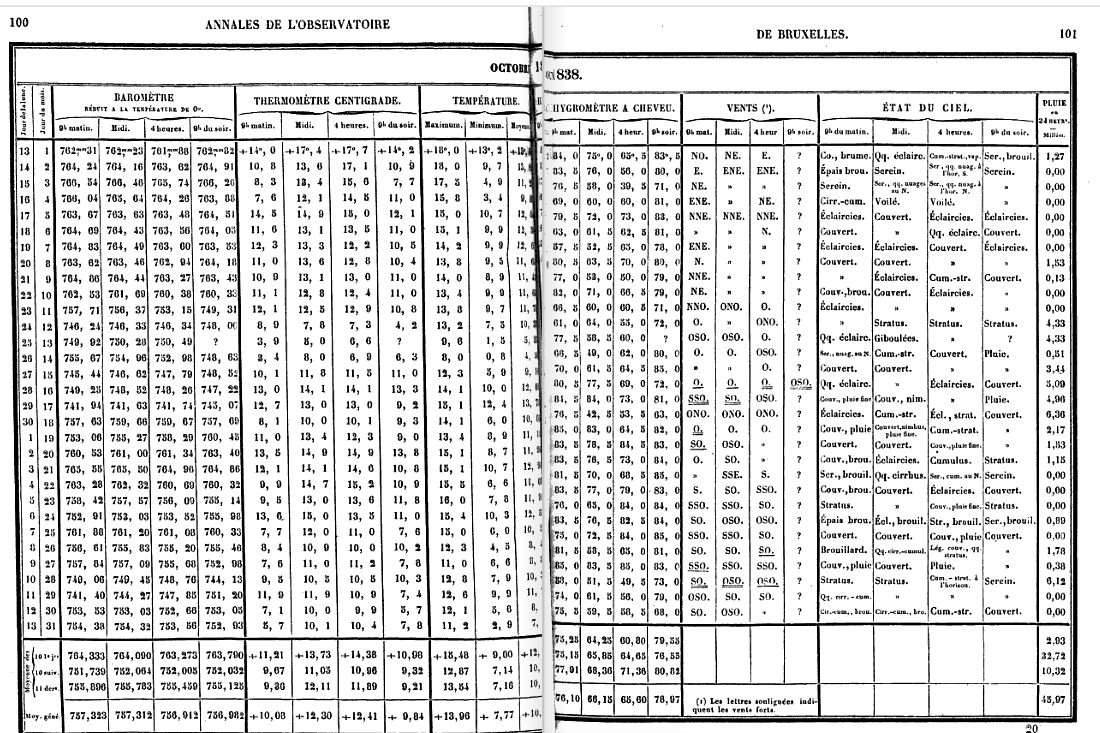 100 ANNALES DE L'OBSERVATOIRE
OCTOBRE
Jour de la lune. Jour du mois. BAROMÈTRE RÉDUIT A LA TEMPÉRATURE DE 0°. THERMOMÈTRE CENTIGRADE. TEMPÉRATURE.
9h matin. Midi. 4 heures. 9h du soir. 9h matin. Midi. 4 heures. 9h du soir. Maximum. Minimum.
13 1 762mm31 762mm23 761mm88 762mm82 +14°,0 +17°,4 +17°,7 +14°,2 +18°,0 +13°,2
14 2 764,24 764,16 763,62 764,91 10,8 13,6 17,1 10,9 18,0 9,7
15 3 766,54 766,46 765,74 766,26 8,3 13,4 15,6 7,7 17,5 4,9
16 4 766,04 765,64 764,26 763,88 7,6 12,1 14,5 11,0 15,8 3,4
17 5 763,67 763,63 763,48 764,51 14,5 14,9 15,0 12,1 15,0 10,7
18 6 764,69 764,43 763,56 764,03 11,6 13,1 13,5 11,0 15,1 9,9
19 7 764,83 764,49 763,60 763,53 12,3 13,3 12,2 10,5 14,2 9,9
20 8 763,62 763,46 762,94 764,18 11,0 13,6 12,8 10,4 13,8 9,5
21 9 764,86 764,44 763,27 763,43 10,9 13,1 13,0 11,0 14,0 8,9
22 10 762,53 761,69 760,38 760,33 11,1 12,8 12,4 11,0 13,4 9,9
23 11 757,71 756,37 753,15 749,31 12,1 12,5 12,9 10,8 13,8 9,7
24 12 746,24 746,33 746,34 748,00 8,9 7,8 7,3 4,2 13,2 7,5
25 13 749,92 750,28 750,49 ? 3,9 8,0 6,6 ? 9,6 1,5
26 14 755,67 754,96 752,98 748,63 3,4 8,0 6,9 6,3 8,0 0,8
27 15 745,44 746,62 747,79 748,52 10,1 11,8 11,5 11,0 12,3 5,9
28 16 749,25 748,52 748,26 747,22 13,0 14,1 14,1 13,3 14,1 10,0
29 17 741,94 741,63 741,74 745,07 12,7 13,0 13,0 9,2 15,1 12,4
30 18 757,63 759,66 759,67 757,69 8,1 10,0 10,1 9,3 14,1 6,0
1 19 753,06 755,27 758,29 760,45 11,0 13,4 12,3 9,0 13,4 8,9
2 20 760,53 761,00 761,34 763,40 13,5 14,9 14,9 13,8 15,1 8,7
3 21 765,55 765,50 764,96 764,86 12,1 14,1 14,6 10,8 15,1 10,7
4 22 763,28 762,32 760,69 760,32 9,9 14,7 15,2 10,9 15,5 6,6
5 23 758,42 757,57 756,09 755,14 9,5 13,0 13,6 11,8 16,0 7,8
6 24 752,91 753,03 753,52 755,98 13,6 15,0 13,5 11,0 15,4 10,3
7 25 761,88 761,20 761,08 760,33 7,7 12,0 11,0 7,6 15,0 6,9
8 26 756,61 755,83 755,20 755,46 8,4 10,9 10,0 10,2 12,3 4,5
9 27 757,84 757,09 755,68 752,98 7,6 11,0 11,2 7,8 11,0 6,6
10 28 749,06 749,45 748,76 744,13 9,5 10,5 10,5 10,3 12,8 7,9
11 29 741,40 744,27 747,85 751,20 11,9 11,9 10,9 7,4 12,6 9,9
12 30 753,53 753,03 752,66 753,05 7,1 10,0 9,9 5,7 12,1 5,6
13 31 754,38 754,32 753,56 752,93 5,7 10,1 10,4 7,8 11,2 2,9
Moyennes des 10 1ers jrs 764,333 764,090 763,273 763,790 +11,21 +13,73 +14,38 +10,98 +15,48 +9,00
10 suiv. 751,739 752,064 752,005 752,032 9,67 11,05 10,96 9,32 12,87 7,14
11 dern. 755,896 755,783 755,459 755,125 9,36 12,11 11,89 9,21 13,54 7,16
Moy. géné. 757,323 757,312 756,912 756,982 +10,08 +12,30 +12,41 +9,84 +13,96 +7,77
DE BRUXELLES. 101
838.
HYGROMÈTRE A CHEVEU. VENTS (1). ÉTAT DU CIEL. PLUIE en 24 heurs. Millim.
9h mat. Midi. 4 heur. 9h soir. 9h mat. Midi. 4 heur 9h soir. 9h du matin. Midi. 4 heures. 9h du soir.
84,0 75°,0 65°,5 83°,5 NO. NE. E. ? Co., brume. Qq. éclairc. Cum.-strat., vap. Ser., brouil. 1,27
83,5 76,0 56,0 80,0 E. ENE. ENE. ? Épais brou. Serein. Ser., qq. nuag. à l'hor. S. Serein. 0,00
76,5 58,0 39,5 71,0 NE. » » ? Serein. Ser., qq. nuages au N. Ser., qq. nuag. à l'hor. N. » 0,00
69,0 60,0 60,0 81,0 ENE. » NE. ? Cirr.-cum. Voilé. Voilé. » 0,00
79,5 72,0 73,0 83,0 NNE. NNE. NNE. ? Éclaircies. Couvert. Éclaircies. Éclaircies. 0,00
63,0 61,5 62,5 81,0 » » N. ? Couvert. » Qq. éclairc. Couvert. 0,00
57,5 52,5 65,0 78,0 ENE. » » ? Éclaircies. Éclaircies. Couvert. Éclaircies. 0,00
80,5 63,5 70,0 80,0 N. » » ? Couvert. Couvert. » » 1,53
77,0 53,0 50,0 79,0 NNE. » » ? » Éclaircies. Cum.-str. Couvert. 0,13
82,0 71,0 66,5 79,0 NE. » » ? Couv., brou. Couvert. Éclaircies. » 0,00
66,5 60,0 60,5 71,0 NNO. ONO. O. ? Éclaircies. » » » 0,00
61,0 64,0 55,0 72,0 O. » ONO. ? » Stratus. Stratus. Stratus. 4,33
77,5 58,5 60,0 ? OSO. OSO. O. ? Qq. éclairc. Giboulées. » ? 4,33
66,5 49,0 62,0 80,0 O. O. OSO. ? Ser., nuag. au N. Cum.-str. Couvert. Pluie. 0,51
70,0 61,5 64,5 85,0 » » O. ? Couvert. Couvert. » » 3,44
80,5 77,5 69,0 72,0 O. O. O. OSO. Qq. éclairc. » Éclaircies. Couvert. 5,09
84,5 84,0 73,0 81,0 SSO. SO. OSO. ? Couv., pluie fine Couv., nim. » Pluie. 4,96
76,5 42,5 53,5 63,0 ONO. ONO. ONO. ? Éclaircies. Cum.-str. Écl., strat. Couvert. 6,36
85,0 83,0 64,5 82,0 O. O. O. ? Couv., pluie Couvert, nimbus, pluie fine. Cum.-strat. » 2,17
83,5 78,5 84,5 83,0 SO. OSO. » ? Couvert. Couvert. Couv., pluie fine. Couvert. 1,53
83,5 76,5 73,0 84,0 O. SO. » ? Couv., brou. Éclaircies. Cumulus. Stratus. 1,15
81,5 70,0 68,5 85,0 » SSE. S. ? Ser., brouil. Qq. cirrhus. Ser., cum. au N. Serein. 0,00
83,5 77,0 79,0 83,0 S. SO. SSO. ? Couv., brou. Couvert. Éclaircies. Couvert. 0,00
76,0 65,0 84,0 84,0 SSO. SO. OSO. ? Stratus. » Couv., pluie fine. Stratus. 0,00
83,5 76,5 82,5 84,0 SO. OSO. OSO. ? Épais brou. Écl., brouil. Str., brouil. Ser., brouil. 0,89
75,0 72,5 84,0 85,0 SSO. SO. SO. ? Couvert. Couvert. Couv., pluie Couvert. 0,00
81,5 58,5 65,0 81,0 SO. SO. SO. ? Brouillard. Qq. cirr.-cumul. Lég. couv., qq. stratus. » 1,78
85,0 83,5 85,0 83,0 SSO. SSO. SO. ? Couv., pluie Couvert. Pluie. » 0,38
88,0 51,5 49,5 73,0 SO. OSO. OSO. ? Stratus. Stratus. Cum.-strat. à l'horizon. Serein. 6,12
74,0 61,5 56,0 79,0 OSO. SO. SO. ? Qq. cirr.-cum. » » » 0,00
75,5 59,5 58,5 68,0 SO. OSO. » ? Cir.-cum., brou. Cir.-cum., bro. Cum.-str. Couvert. 0,00
75,25 64,25 60,80 79,55 2.93
75,15 65,85 64,65 76,55 32,72
77,91 68,36 71,36 80,82 10,32
76,10 66,15 65,60 78,97 45,97
(1) Les lettres soulignées indi-
quent les vents forts.
20